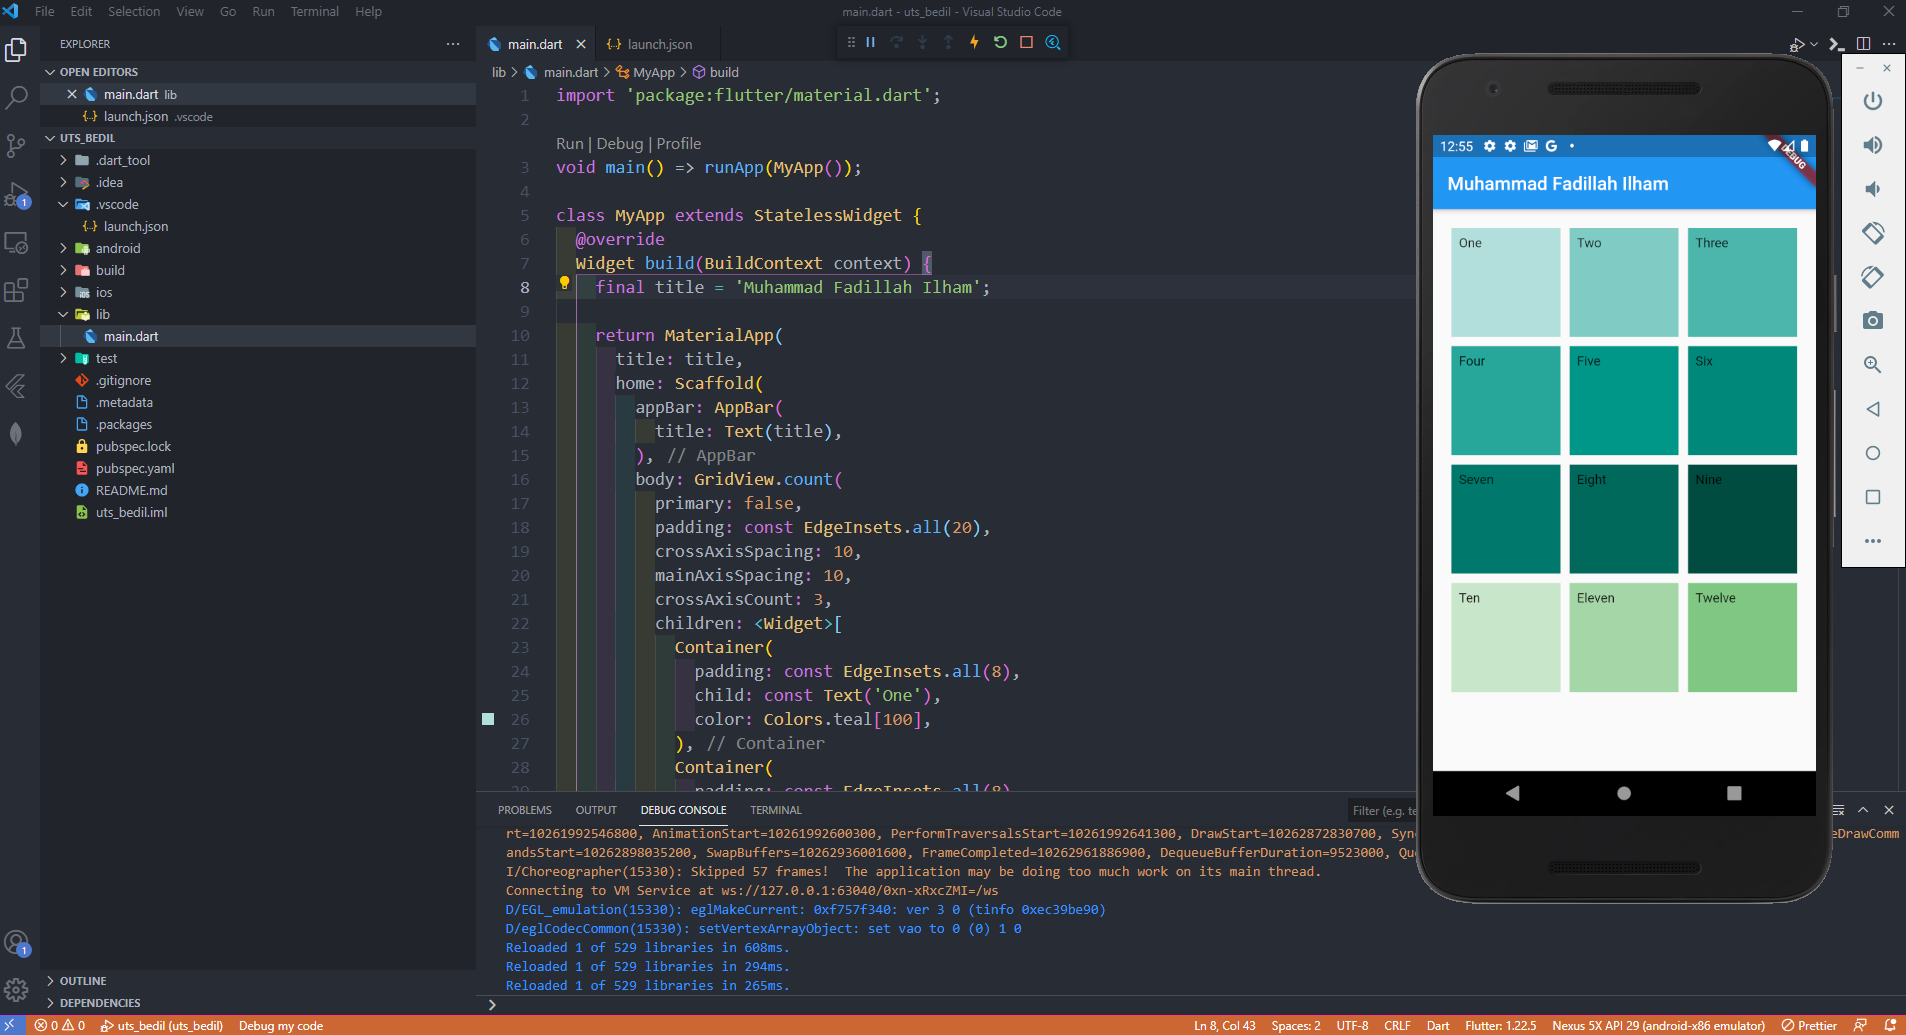 File Edit Selection View Go Run Terminal Help
main.dart - uts_bedil - Visual Studio Code
EXPLORER
OPEN EDITORS
main.dart lib
launch.json .vscode
UTS_BEDIL
.dart_tool
.idea
.vscode
launch.json
android
build
ios
lib
main.dart
test
.gitignore
.metadata
.packages
pubspec.lock
pubspec.yaml
README.md
uts_bedil.iml
OUTLINE
DEPENDENCIES
1
1
main.dart
launch.json
lib > main.dart > MyApp > build
1 import 'package:flutter/material.dart';
2
Run | Debug | Profile
3 void main() => runApp(MyApp());
4
5 class MyApp extends StatelessWidget {
6 @override
7 Widget build(BuildContext context) {
8 final title = 'Muhammad Fadillah Ilham';
9
10 return MaterialApp(
11 title: title,
12 home: Scaffold(
13 appBar: AppBar(
14 title: Text(title),
15 ), // AppBar
16 body: GridView.count(
17 primary: false,
18 padding: const EdgeInsets.all(20),
19 crossAxisSpacing: 10,
20 mainAxisSpacing: 10,
21 crossAxisCount: 3,
22 children: <Widget>[
23 Container(
24 padding: const EdgeInsets.all(8),
25 child: const Text('One'),
26 color: Colors.teal[100],
27 ), // Container
28 Container(
29 padding: const EdgeInsets.all(8)
PROBLEMS OUTPUT DEBUG CONSOLE TERMINAL
Filter (e.g. te
rt=10261992546800, AnimationStart=10261992600300, PerformTraversalsStart=10261992641300, DrawStart=10262872830700, Syn
eDrawComm
andsStart=10262898035200, SwapBuffers=10262936001600, FrameCompleted=10262961886900, DequeueBufferDuration=9523000, Qu
I/Choreographer(15330): Skipped 57 frames! The application may be doing too much work on its main thread.
Connecting to VM Service at ws://127.0.0.1:63040/0xn-xRxcZMI=/ws
D/EGL_emulation(15330): eglMakeCurrent: 0xf757f340: ver 3 0 (tinfo 0xec39be90)
D/eglCodecCommon(15330): setVertexArrayObject: set vao to 0 (0) 1 0
Reloaded 1 of 529 libraries in 608ms.
Reloaded 1 of 529 libraries in 294ms.
Reloaded 1 of 529 libraries in 265ms.
12:55 G
DEBUG
Muhammad Fadillah Ilham
One Two Three
Four Five Six
Seven Eight Nine
Ten Eleven Twelve
0 0 uts_bedil (uts_bedil) Debug my code
Ln 8, Col 43 Spaces: 2 UTF-8 CRLF Dart Flutter: 1.22.5 Nexus 5X API 29 (android-x86 emulator) Prettier